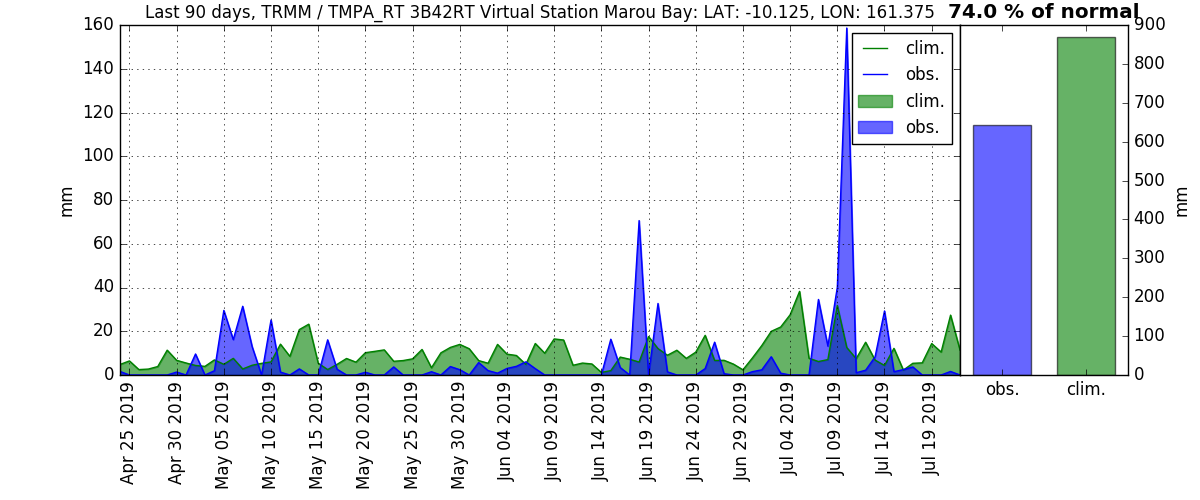 Last 90 days, TRMM / TMPA_RT 3B42RT Virtual Station Marou Bay: LAT: -10.125, LON: 161.375
74.0 % of normal
160
140
120
100
80
60
40
20
0
mm
clim.
obs.
clim.
obs.
Apr 25 2019
Apr 30 2019
May 05 2019
May 10 2019
May 15 2019
May 20 2019
May 25 2019
May 30 2019
Jun 04 2019
Jun 09 2019
Jun 14 2019
Jun 19 2019
Jun 24 2019
Jun 29 2019
Jul 04 2019
Jul 09 2019
Jul 14 2019
Jul 19 2019
900
800
700
600
500
400
300
200
100
0
mm
obs.
clim.